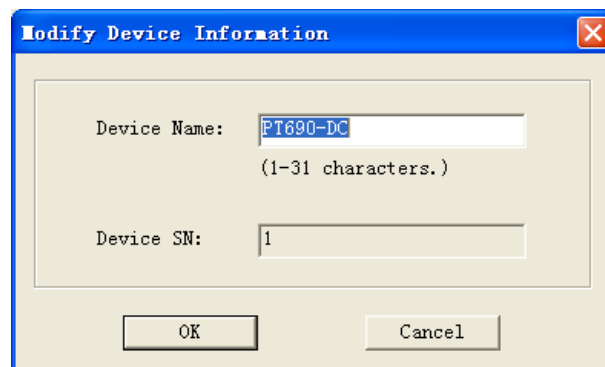 Modify Device Information
Device Name: PT690-DC
(1-31 characters.)
Device SN: 1
OK Cancel